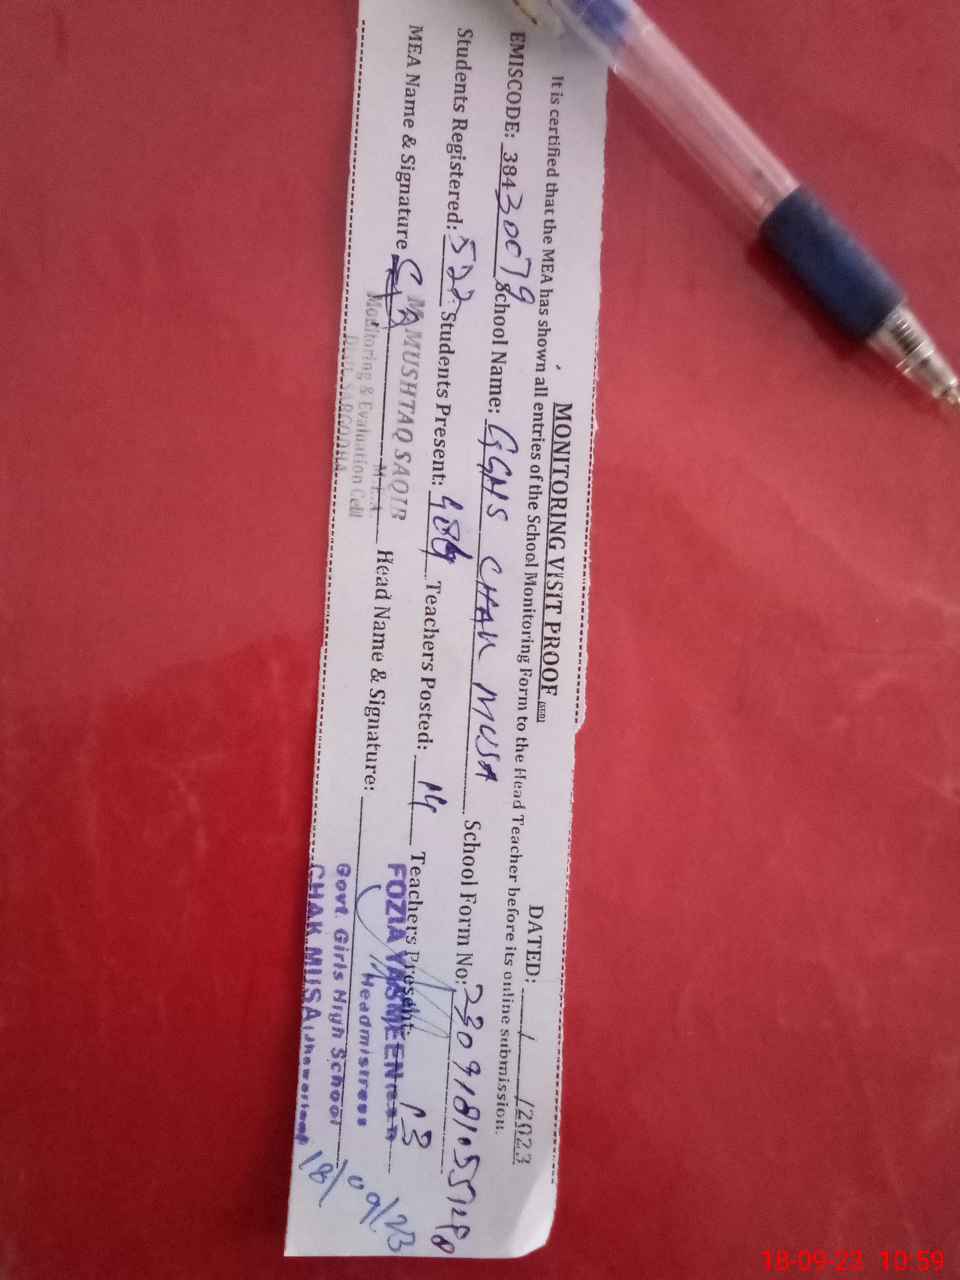 MONITORING VISIT PROOF (SED)
DATED: ___/___/2023
It is certified that the MEA has shown all entries of the School Monitoring Form to the Head Teacher before its online submission.
EMISCODE: 38430079 School Name: GGHS CHAK MUSA School Form No:
Students Registered: 522 Students Present: Teachers Posted: 14 Teachers Present: 13
MEA Name & Signature Head Name & Signature:
M. MUSHTAQ SAQIB
M.E.A
Monitoring & Evaluation Cell
SARGODHA
FOZIA YASMEEN
Headmistress
Govt. Girls High School
CHAK MUSA
18/09/23
18-09-23 10:59